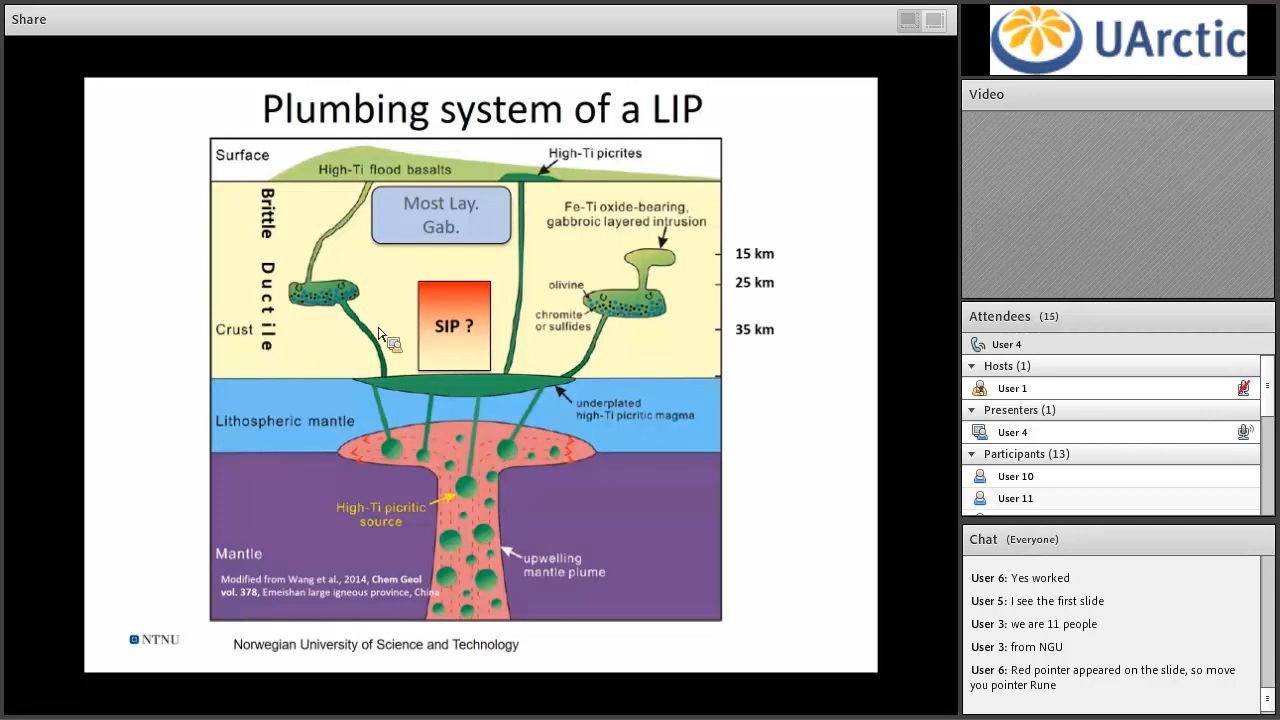 Share
Plumbing system of a LIP
Surface
High-Ti flood basalts
High-Ti picrites
Brittle
Ductile
Most Lay.
Gab.
Fe-Ti oxide-bearing,
gabbroic layered intrusion
15 km
25 km
35 km
olivine
chromite
or sulfides
SIP ?
Crust
underplated
high-Ti picritic magma
Lithospheric mantle
High-Ti picritic
source
Mantle
upwelling
mantle plume
Modified from Wang et al., 2014, Chem Geol
vol. 378, Emeishan large igneous province, China
NTNU
Norwegian University of Science and Technology
UArctic
Video
Attendees (15)
User 4
Hosts (1)
User 1
Presenters (1)
User 4
Participants (13)
User 10
User 11
Chat (Everyone)
User 6: Yes worked
User 5: I see the first slide
User 3: we are 11 people
User 3: from NGU
User 6: Red pointer appeared on the slide, so move
you pointer Rune